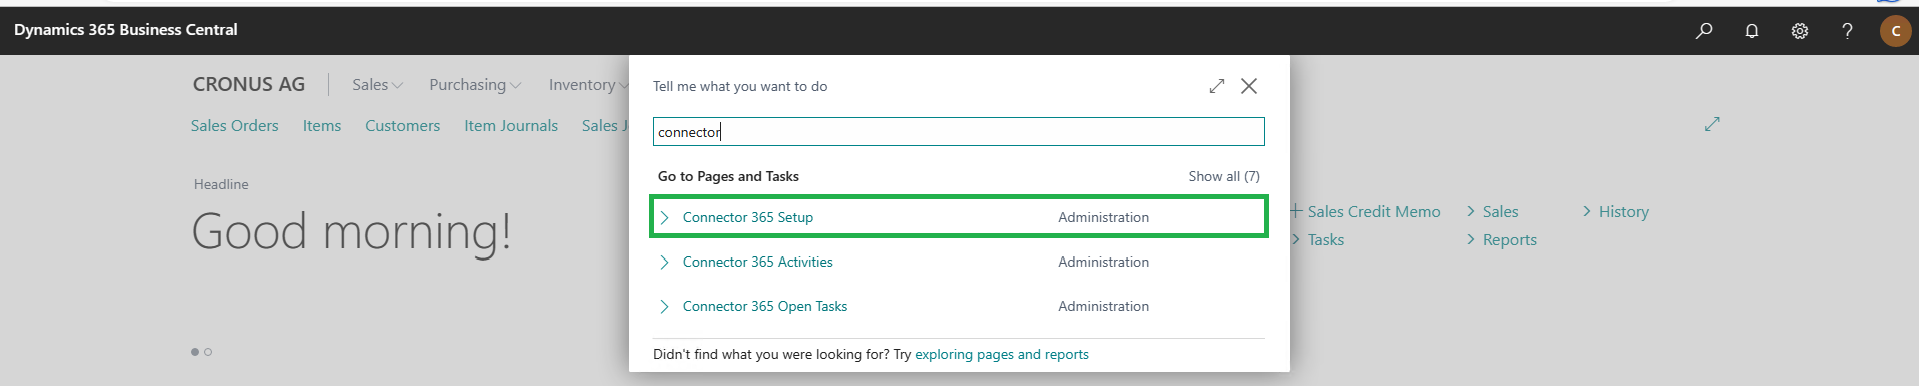 Dynamics 365 Business Central
C
CRONUS AG
Sales
Purchasing
Inventory
Sales Orders
Items
Customers
Item Journals
Sales J
Headline
Good morning!
Tell me what you want to do
connector
Go to Pages and Tasks
Show all (7)
Connector 365 Setup
Administration
Connector 365 Activities
Administration
Connector 365 Open Tasks
Administration
Didn't find what you were looking for? Try exploring pages and reports
Sales Credit Memo
Sales
History
Tasks
Reports